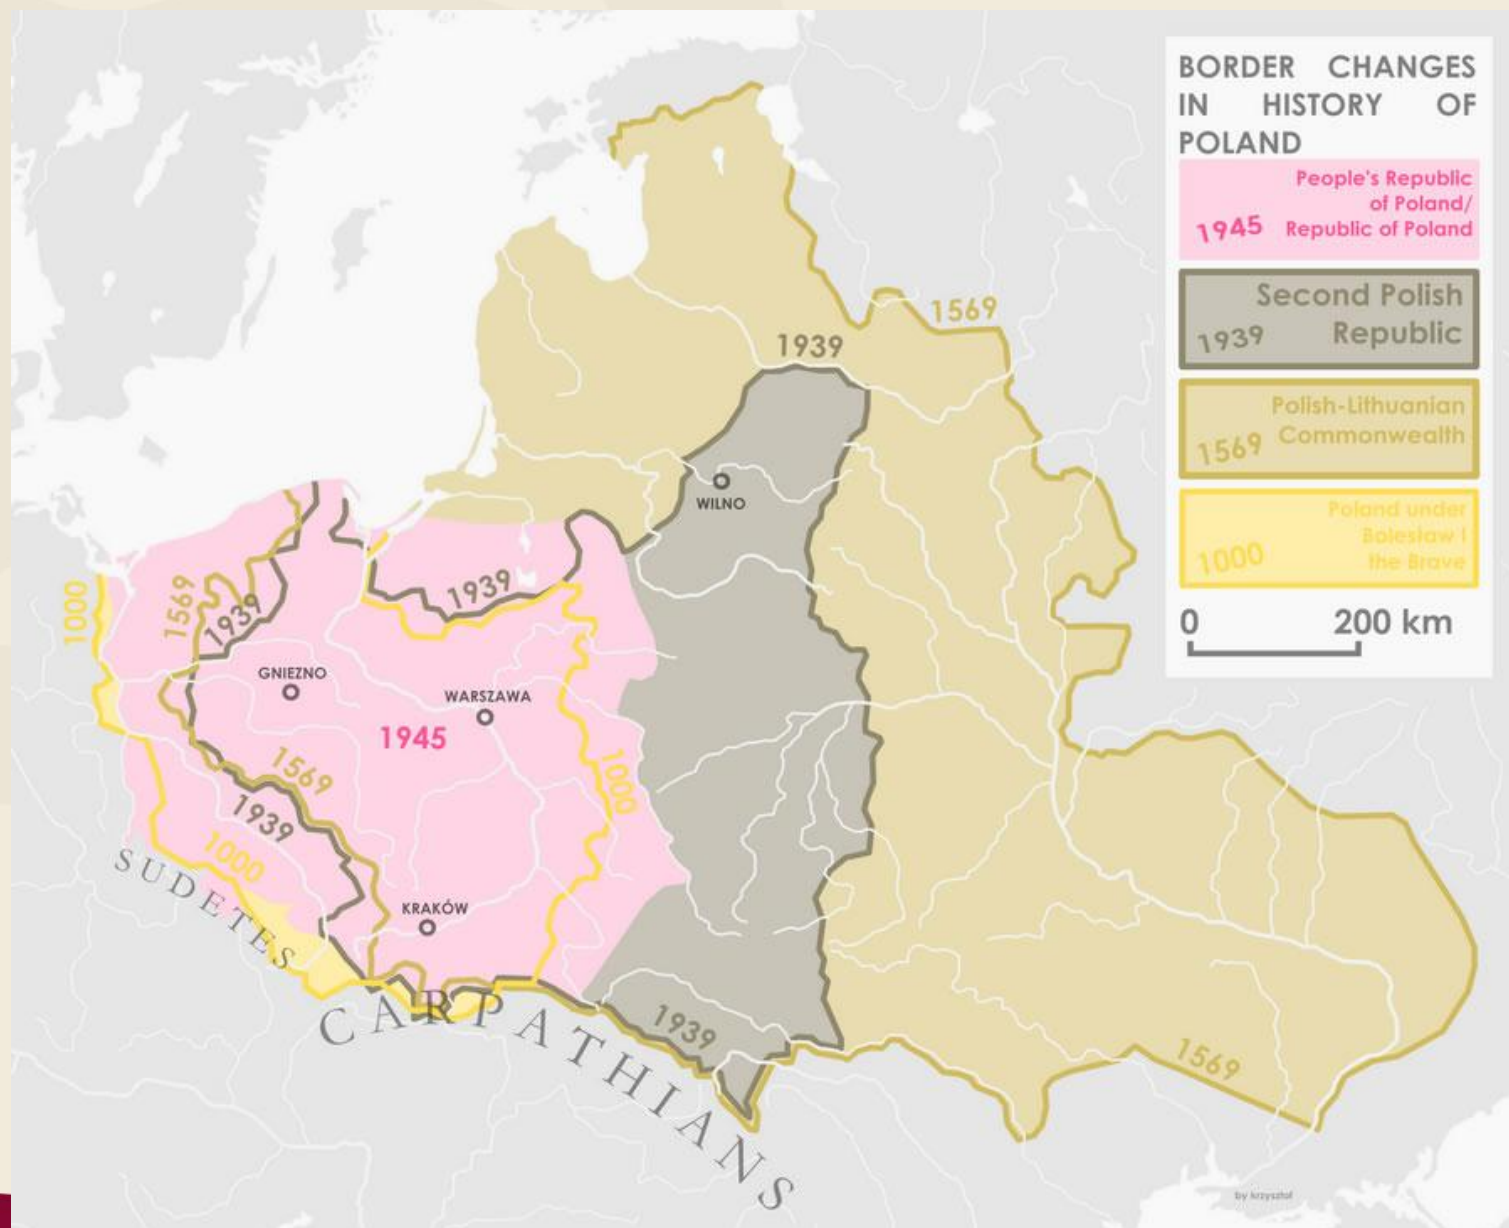 BORDER CHANGES
IN HISTORY OF
POLAND
People's Republic
of Poland/
1945 Republic of Poland
Second Polish
1939 Republic
Polish-Lithuanian
1569 Commonwealth
Poland under
Bolesław I
1000 the Brave
0 200 km
1569
1939
WILNO
1000
1569
1939
1939
GNIEZNO
WARSZAWA
1945
1569
1000
1939
1000
SUDETES
KRAKÓW
CARPATHIANS
1939
1569
by krzysztof